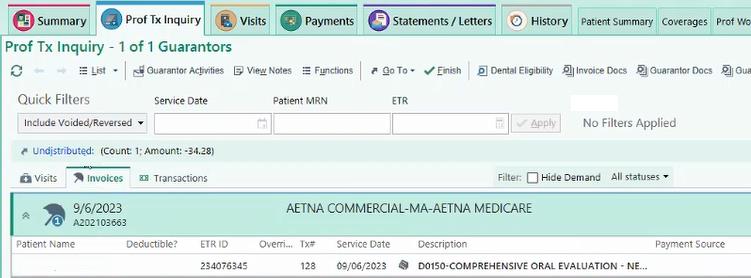 Summary Prof Tx Inquiry Visits Payments Statements / Letters History Patient Summary Coverages Prof Wo
Prof Tx Inquiry - 1 of 1 Guarantors
List Guarantor Activities View Notes Functions Go To Finish Dental Eligibility Invoice Docs Guarantor Docs Gua
Quick Filters Service Date Patient MRN ETR
Include Voided/Reversed Apply No Filters Applied
Undistributed: (Count: 1; Amount: -34.28)
Visits Invoices Transactions Filter: Hide Demand All statuses
9/6/2023 AETNA COMMERCIAL-MA-AETNA MEDICARE
1 A202103663
Patient Name Deductible? ETR ID Overri... Tx# Service Date Description Payment Source
234076345 128 09/06/2023 D0150-COMPREHENSIVE ORAL EVALUATION - NE...